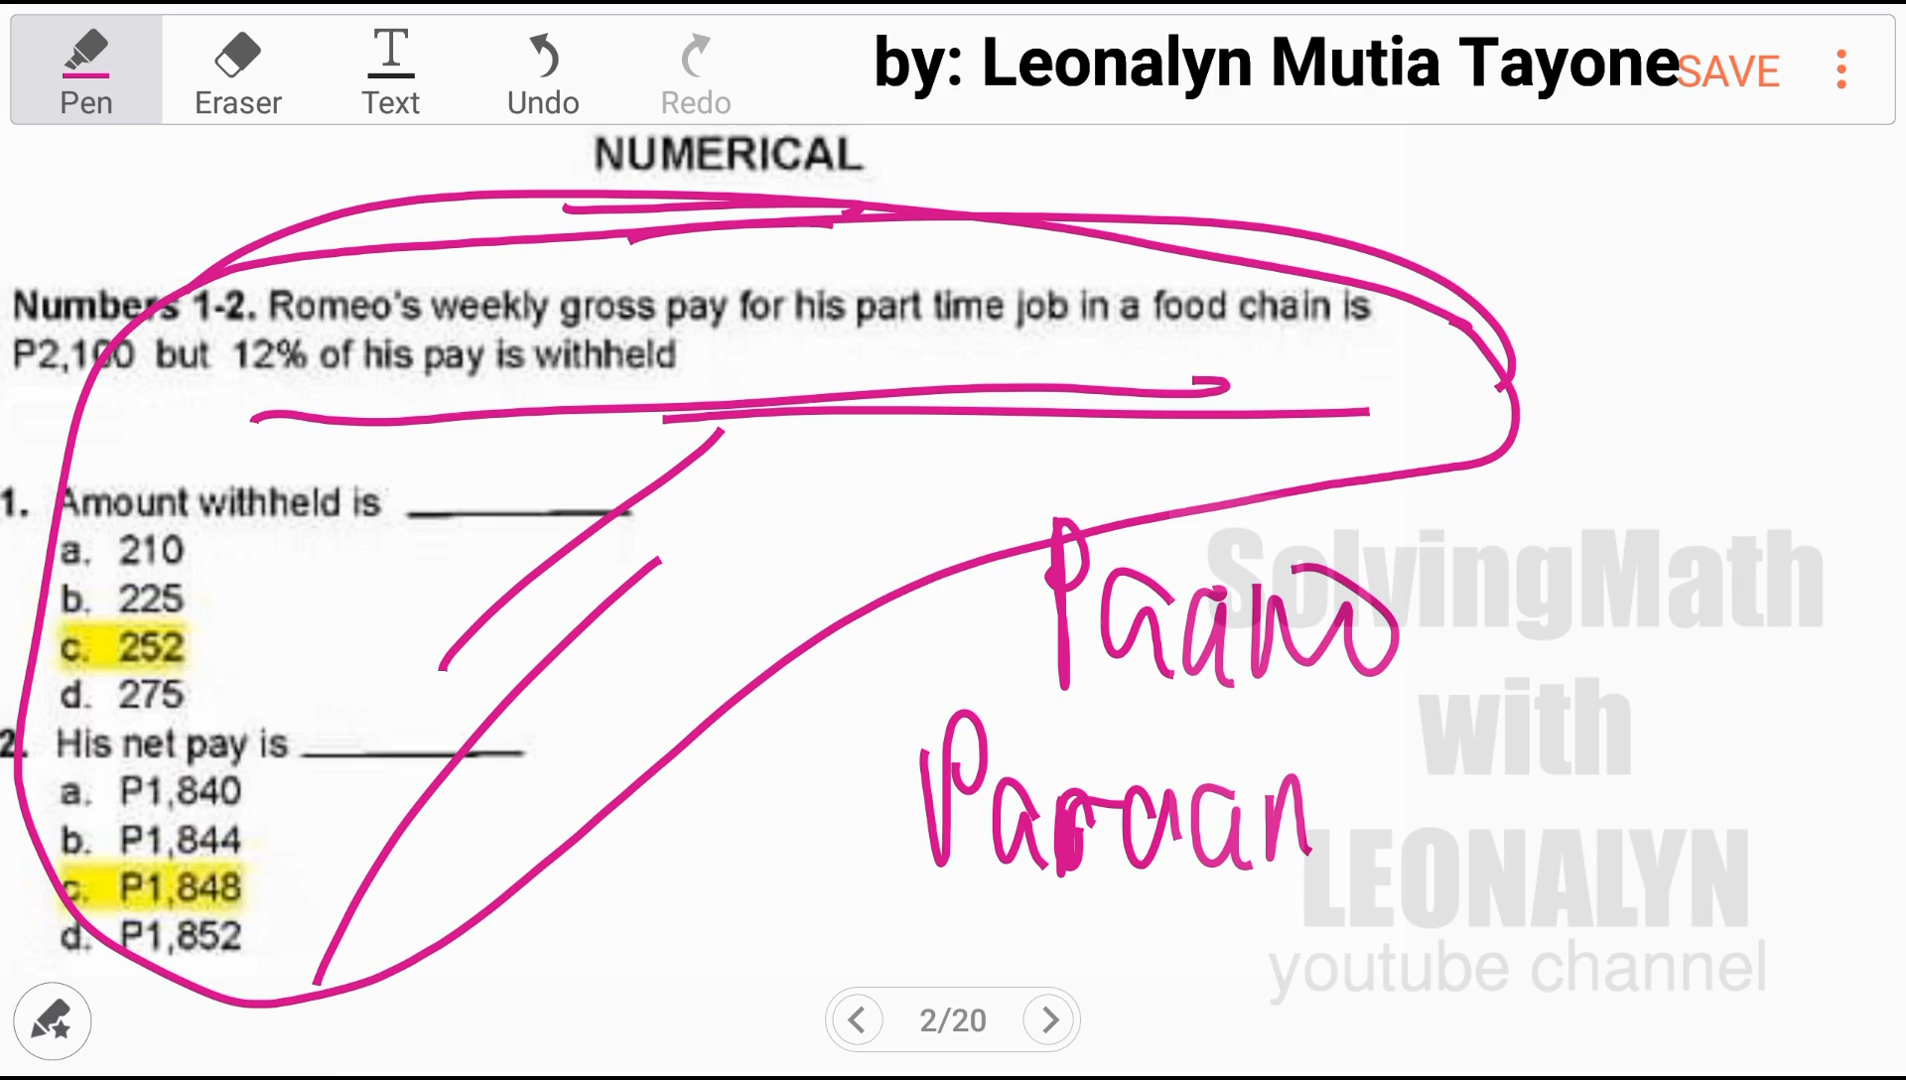 Pen
Eraser
Text
Undo
Redo
by: Leonalyn Mutia Tayone
SAVE
NUMERICAL
Numbers 1-2. Romeo's weekly gross pay for his part time job in a food chain is
P2,100 but 12% of his pay is withheld
1. Amount withheld is ________
a. 210
b. 225
c. 252
d. 275
2. His net pay is ________
a. P1,840
b. P1,844
c. P1,848
d. P1,852
Paano
Paraan
SolvingMath
with
LEONALYN
youtube channel
2/20